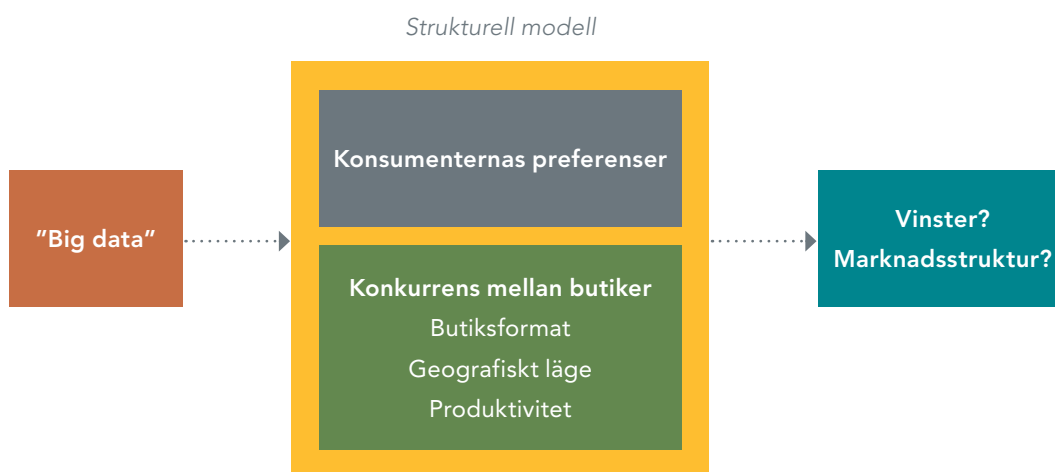 Strukturell modell
Konsumenternas preferenser
”Big data”
Konkurrens mellan butiker
Butiksformat
Geografiskt läge
Produktivitet
Vinster?
Marknadsstruktur?